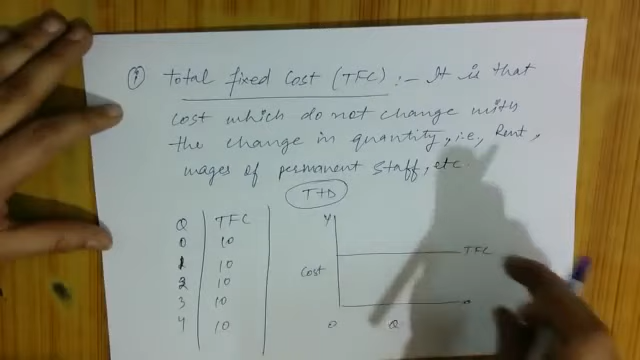 (i) Total fixed Cost (TFC) :- It is that
cost which do not change with
the change in quantity, i.e., Rent,
wages of permanent staff, etc.
T+D
Q TFC
0 10
1 10
2 10
3 10
4 10
Y
TFC
Cost
0 Q